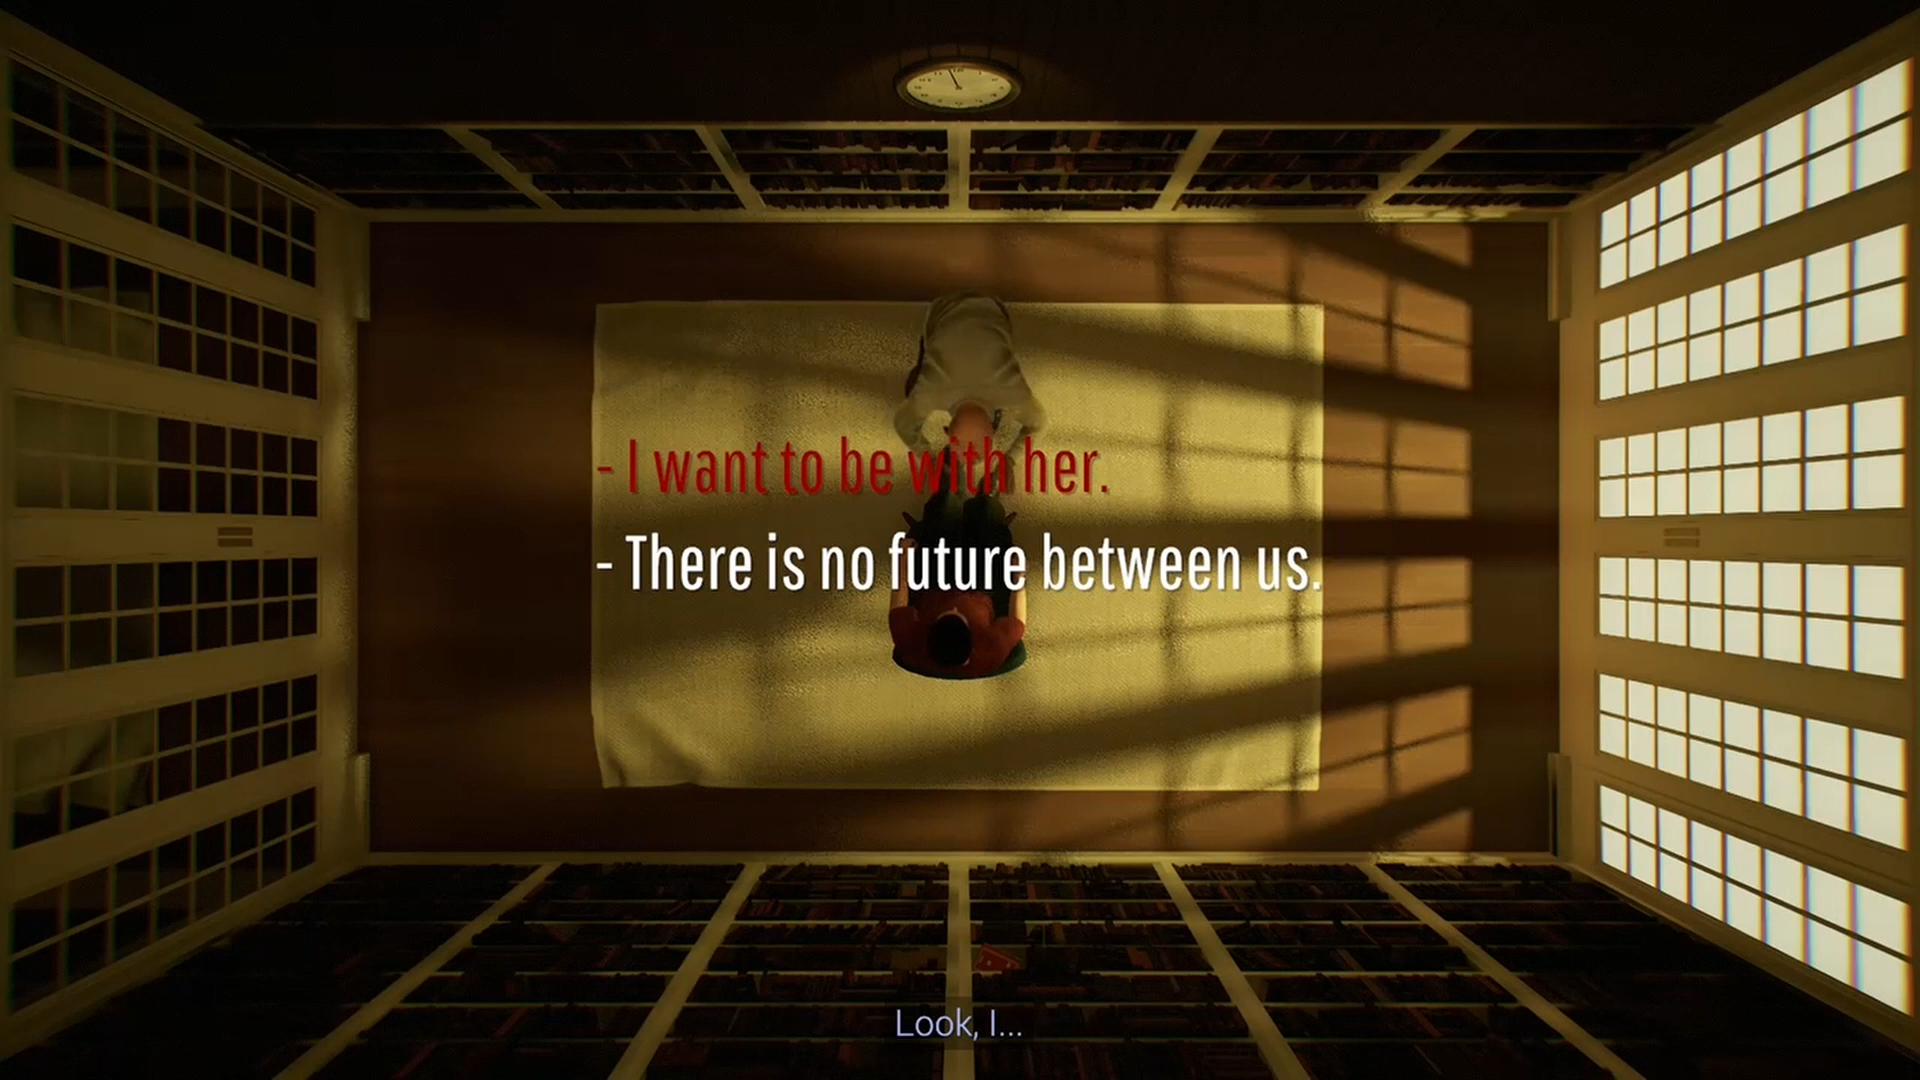 - I want to be with her.
- There is no future between us.
Look, I...